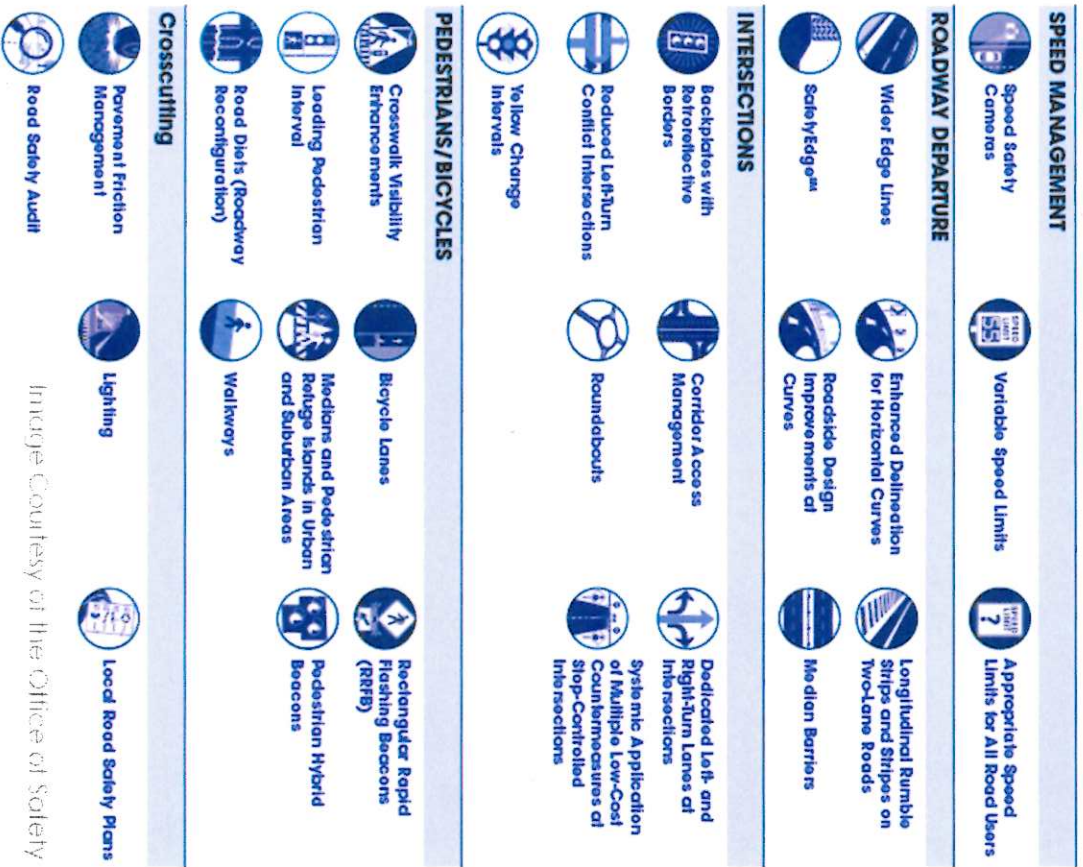 SPEED MANAGEMENT
Speed Safety
Cameras
SPEED
LIMIT
55
Variable Speed Limits
SPEED
LIMIT
?
Appropriate Speed
Limits for All Road Users
ROADWAY DEPARTURE
Wider Edge Lines
Enhanced Delineation
for Horizontal Curves
Longitudinal Rumble
Strips and Stripes on
Two-Lane Roads
SafetyEdge℠
Roadside Design
Improvements at
Curves
Median Barriers
INTERSECTIONS
Backplates with
Retroreflective
Borders
Corridor Access
Management
Dedicated Left- and
Right-Turn Lanes at
Intersections
Reduced Left-Turn
Conflict Intersections
Roundabouts
Systemic Application
of Multiple Low-Cost
Countermeasures at
Stop-Controlled
Intersections
Yellow Change
Intervals
PEDESTRIANS/BICYCLES
Crosswalk Visibility
Enhancements
Bicycle Lanes
Rectangular Rapid
Flashing Beacons
(RRFB)
Leading Pedestrian
Interval
Medians and Pedestrian
Refuge Islands in Urban
and Suburban Areas
Pedestrian Hybrid
Beacons
Road Diets (Roadway
Reconfiguration)
Walkways
Crosscutting
Pavement Friction
Management
Lighting
Local Road Safety Plans
Road Safety Audit
Image Courtesy of the Office of Safety